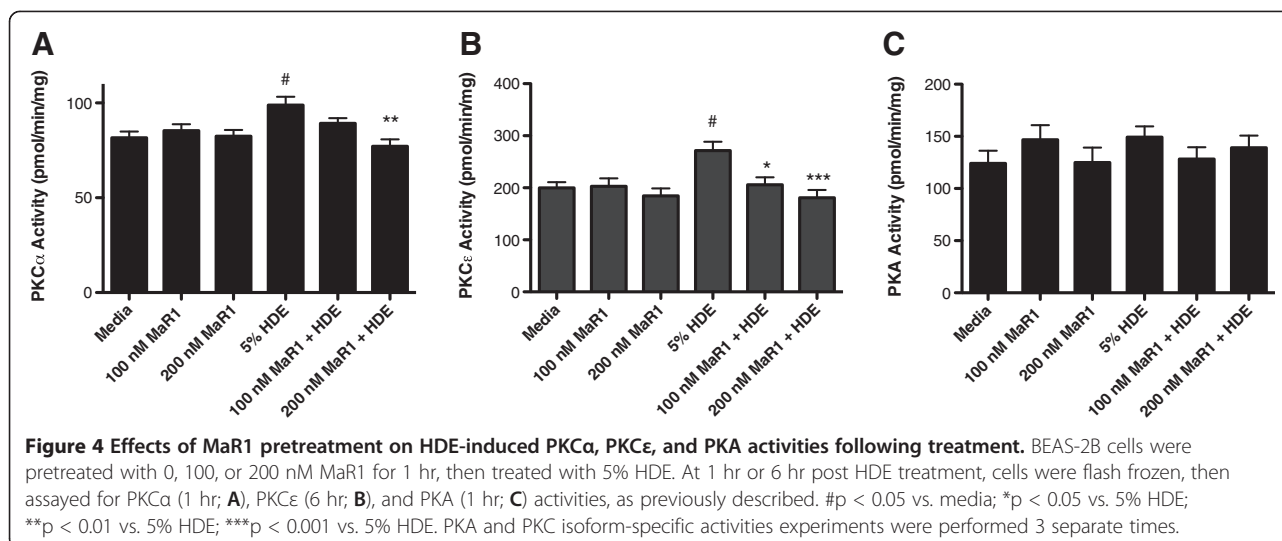 A
PKCα Activity (pmol/min/mg)
100
50
0
#
**
Media
100 nM MaR1
200 nM MaR1
5% HDE
100 nM MaR1 + HDE
200 nM MaR1 + HDE
B
PKCε Activity (pmol/min/mg)
400
300
200
100
0
#
*
***
Media
100 nM MaR1
200 nM MaR1
5% HDE
100 nM MaR1 + HDE
200 nM MaR1 + HDE
C
PKA Activity (pmol/min/mg)
200
150
100
50
0
Media
100 nM MaR1
200 nM MaR1
5% HDE
100 nM MaR1 + HDE
200 nM MaR1 + HDE
Figure 4 Effects of MaR1 pretreatment on HDE-induced PKCα, PKCε, and PKA activities following treatment. BEAS-2B cells were
pretreated with 0, 100, or 200 nM MaR1 for 1 hr, then treated with 5% HDE. At 1 hr or 6 hr post HDE treatment, cells were flash frozen, then
assayed for PKCα (1 hr; A), PKCε (6 hr; B), and PKA (1 hr; C) activities, as previously described. #p < 0.05 vs. media; *p < 0.05 vs. 5% HDE;
**p < 0.01 vs. 5% HDE; ***p < 0.001 vs. 5% HDE. PKA and PKC isoform-specific activities experiments were performed 3 separate times.